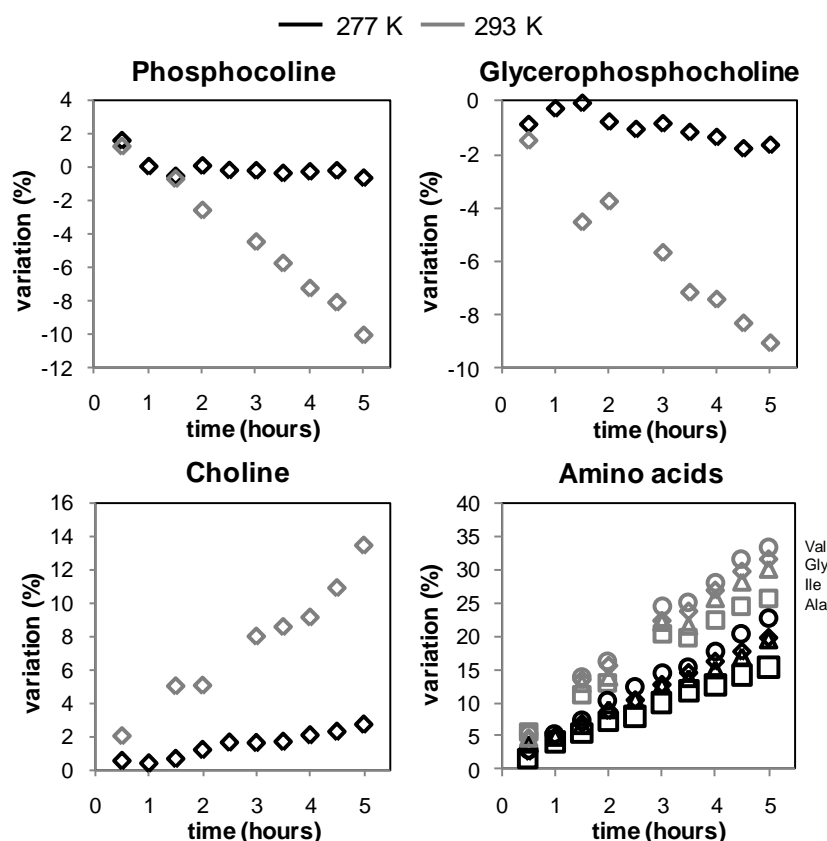 277 K 293 K
Phosphocoline Glycerophosphocholine
variation (%)
4
2
0
-2
-4
-6
-8
-10
-12
0 1 2 3 4 5
time (hours)
variation (%)
0
-2
-4
-6
-8
-10
0 1 2 3 4 5
time (hours)
Choline Amino acids
variation (%)
16
14
12
10
8
6
4
2
0
0 1 2 3 4 5
time (hours)
variation (%)
40
35
30
25
20
15
10
5
0
0 1 2 3 4 5
time (hours)
Val
Gly
Ile
Ala